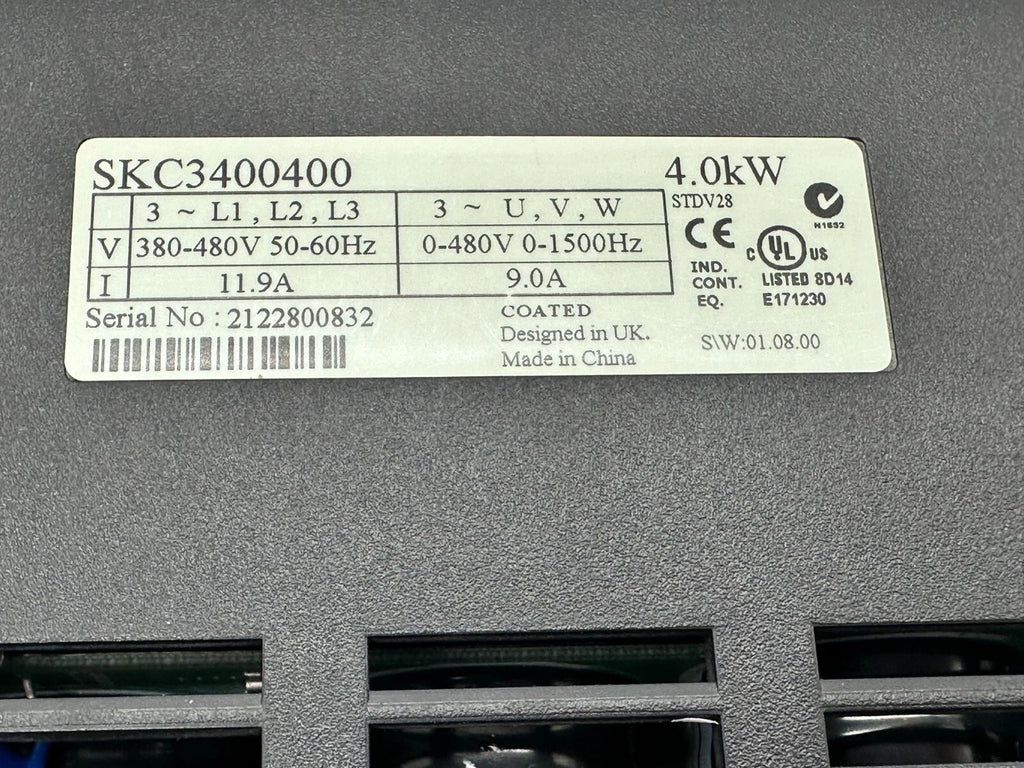 SKC3400400
4.0kW
STDV28
3 ~ L1 , L2 , L3
3 ~ U , V , W
V
380-480V 50-60Hz
0-480V 0-1500Hz
I
11.9A
9.0A
N1652
C UL US
LISTED 8D14
E171230
CE
IND.
CONT.
EQ.
Serial No : 2122800832
COATED
Designed in UK.
Made in China
S\W:01.08.00